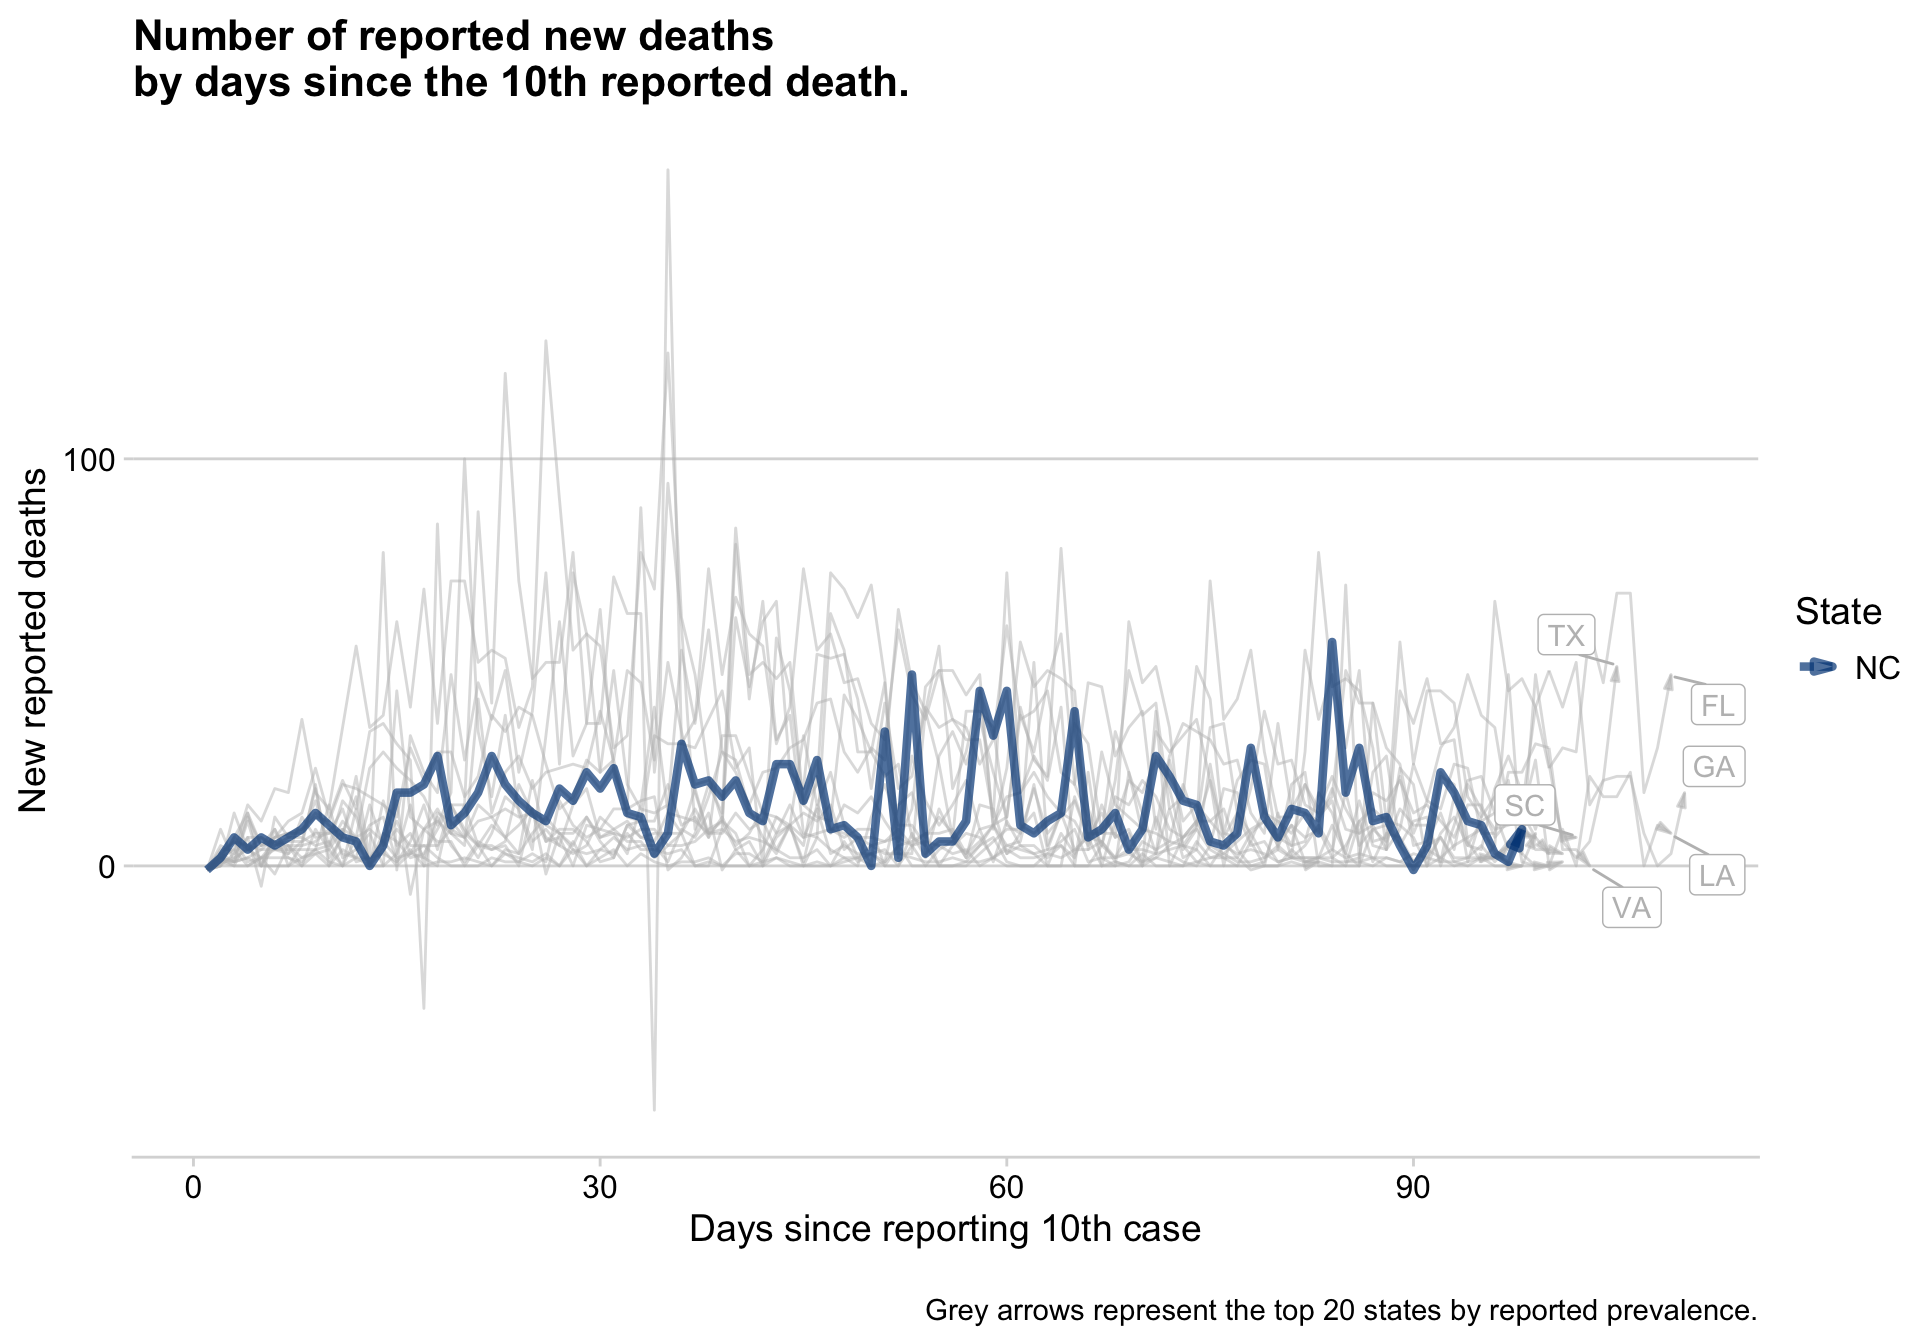 Number of reported new deaths
by days since the 10th reported death.
New reported deaths
100
0
TX
FL
GA
SC
LA
VA
State
NC
0
30
60
90
Days since reporting 10th case
Grey arrows represent the top 20 states by reported prevalence.